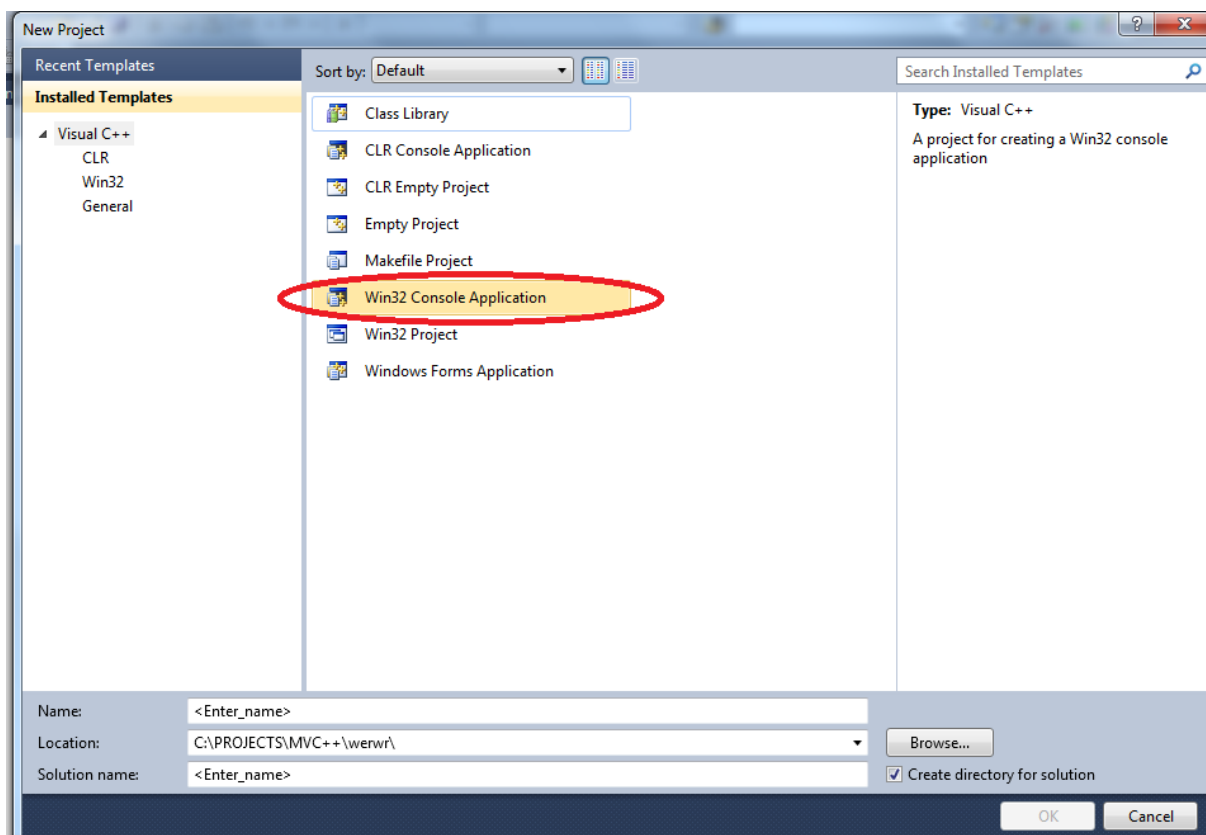 New Project
?
X
Recent Templates
Installed Templates
Visual C++
CLR
Win32
General
Sort by: Default
Class Library
CLR Console Application
CLR Empty Project
Empty Project
Makefile Project
Win32 Console Application
Win32 Project
Windows Forms Application
Search Installed Templates
Type: Visual C++
A project for creating a Win32 console
application
Name: <Enter_name>
Location: C:\PROJECTS\MVC++\werwr\
Browse...
Solution name: <Enter_name>
Create directory for solution
OK
Cancel